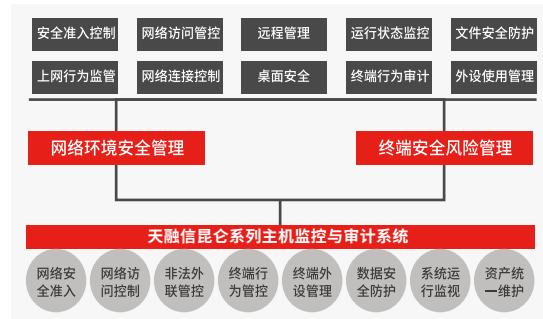 安全准入控制 网络访问管控 远程管理 运行状态监控 文件安全防护
上网行为监管 网络连接控制 桌面安全 终端行为审计 外设使用管理
网络环境安全管理 终端安全风险管理
天融信昆仑系列主机监控与审计系统
网络安 网络访 非法外 终端行 终端外 数据安 系统运 资产统
全准入 问控制 联管控 为管控 设管理 全防护 行监视 一维护